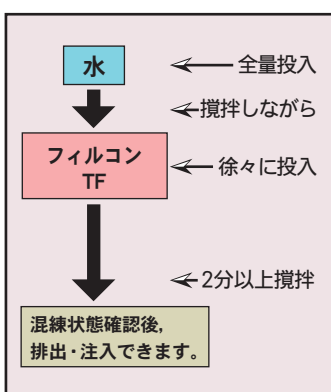 水
全量投入
撹拌しながら
フィルコン
TF
徐々に投入
2分以上撹拌
混練状態確認後,
排出・注入できます。